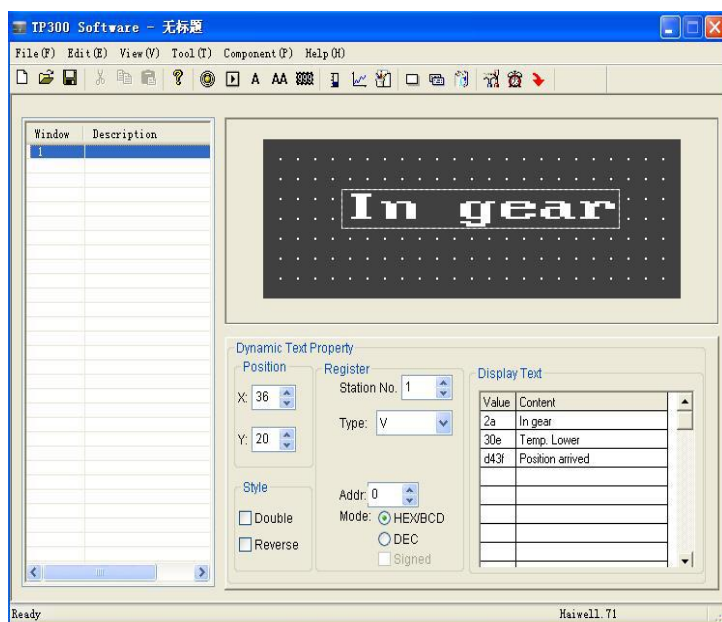 TP300 Software - 无标题
File(F) Edit(E) View(V) Tool(T) Component(P) Help(H)
A AA
Window Description
1
In gear
Dynamic Text Property
Position
X: 36
Y: 20
Style
Double
Reverse
Register
Station No. 1
Type: V
Addr: 0
Mode: HEX/BCD
DEC
Signed
Display Text
Value Content
2a In gear
30e Temp. Lower
d43f Position arrived
Ready Haiwell.71